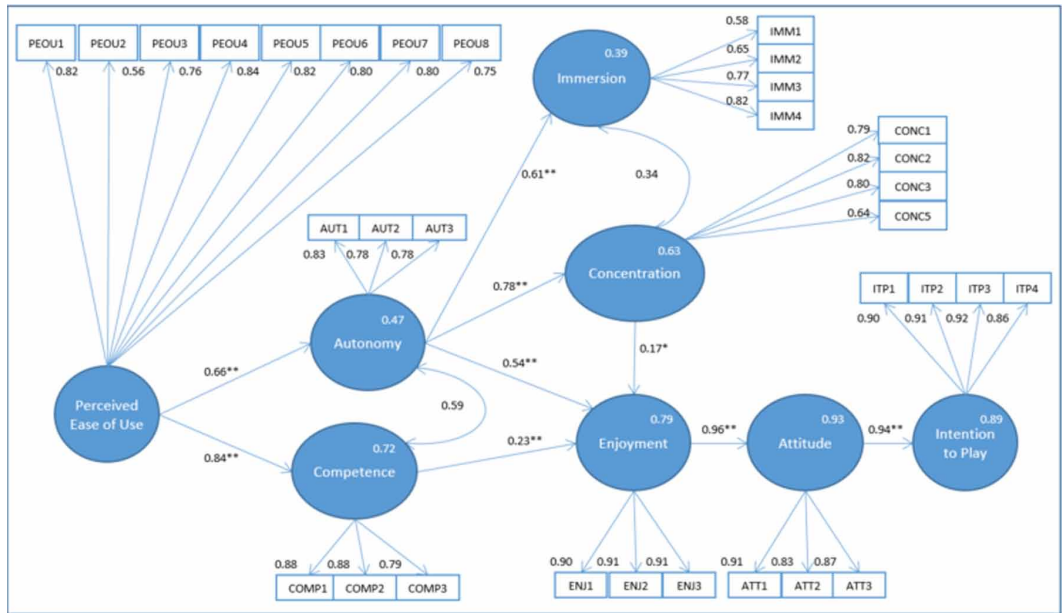 PEOU1 PEOU2 PEOU3 PEOU4 PEOU5 PEOU6 PEOU7 PEOU8
0.82 0.56 0.76 0.84 0.82 0.80 0.80 0.75
0.39
Immersion
0.58 IMM1
0.65 IMM2
0.77 IMM3
0.82 IMM4
0.79 CONC1
0.82 CONC2
0.80 CONC3
0.64 CONC5
0.61**
0.34
AUT1 AUT2 AUT3
0.83 0.78 0.78
0.63
Concentration
0.78**
ITP1 ITP2 ITP3 ITP4
0.90 0.91 0.92 0.86
0.47
Autonomy
0.17*
0.66**
0.54**
Perceived
Ease of Use
0.59
0.84**
0.72
Competence
0.23**
0.79
Enjoyment
0.96**
0.93
Attitude
0.94**
0.89
Intention
to Play
0.88 0.88 0.79
COMP1 COMP2 COMP3
0.90 0.91 0.91
ENJ1 ENJ2 ENJ3
0.91 0.83 0.87
ATT1 ATT2 ATT3